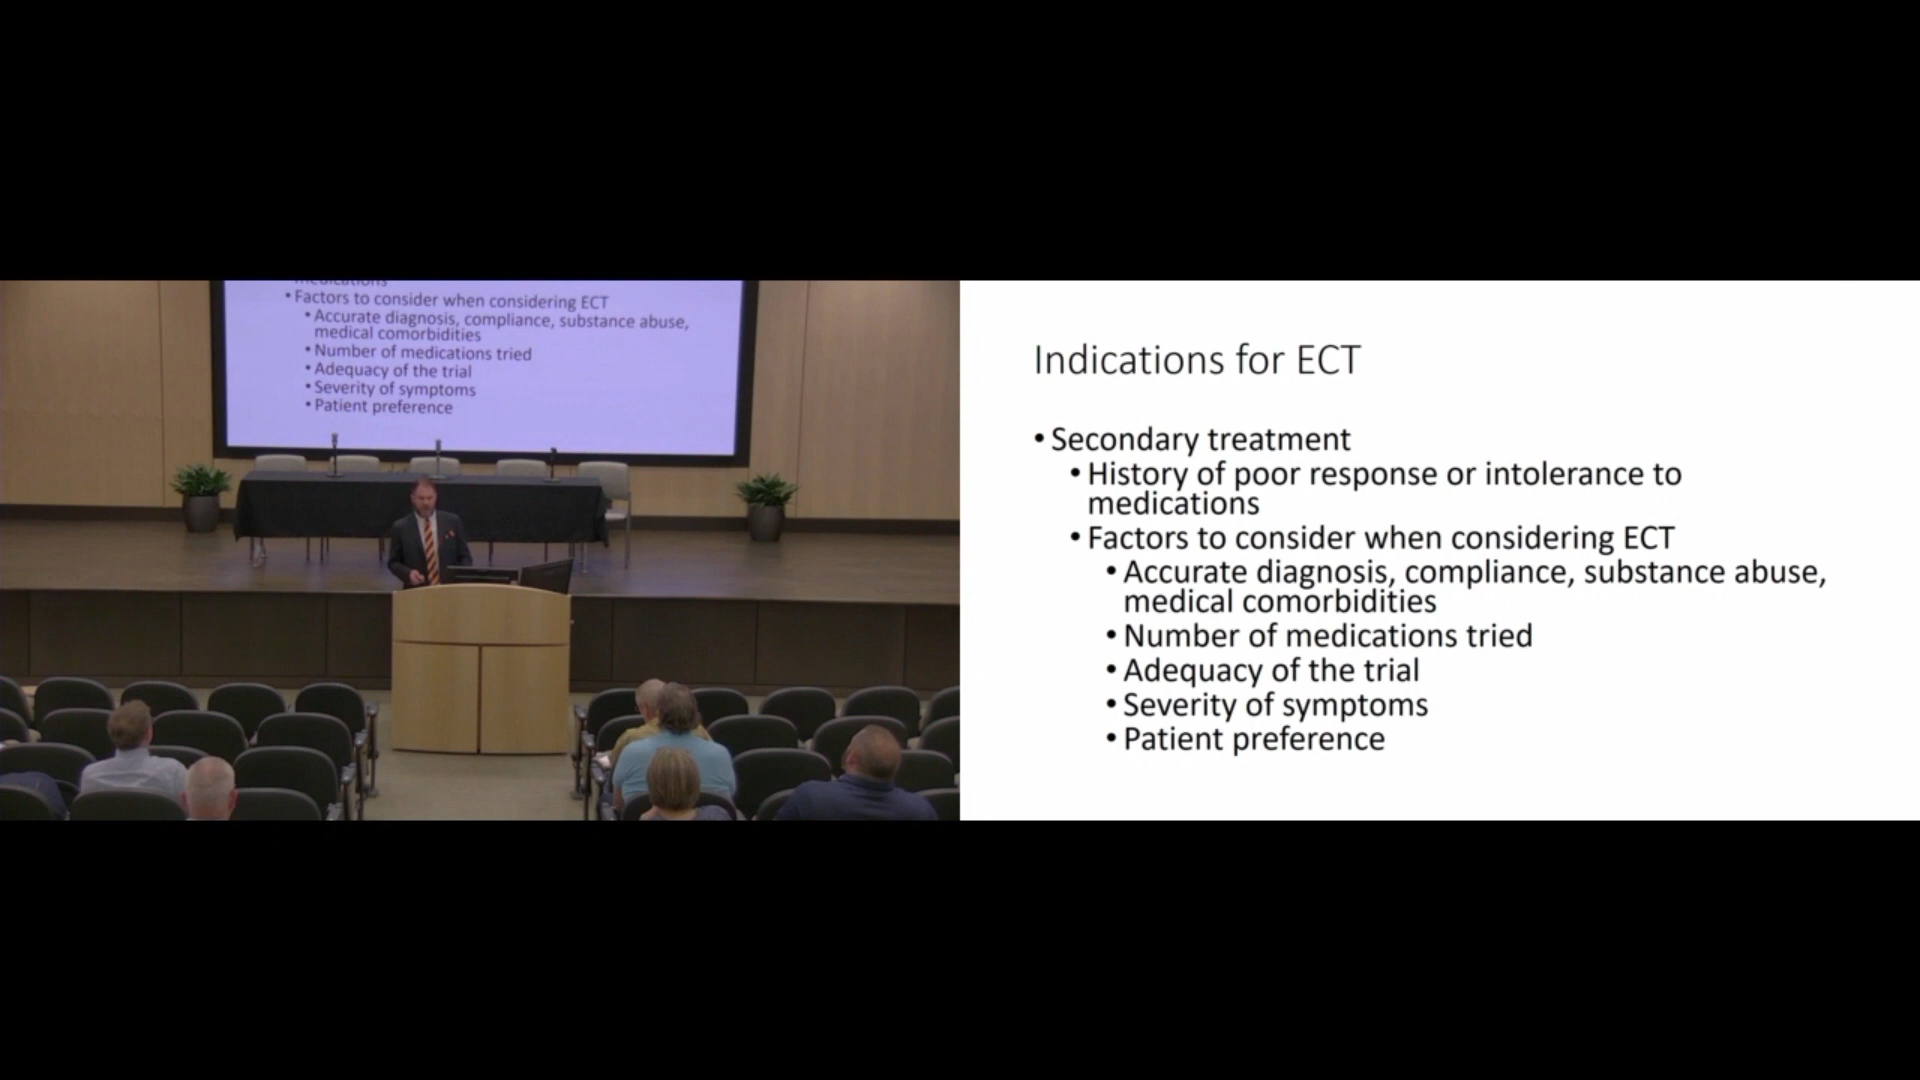 medications
• Factors to consider when considering ECT
• Accurate diagnosis, compliance, substance abuse,
medical comorbidities
• Number of medications tried
• Adequacy of the trial
• Severity of symptoms
• Patient preference
Indications for ECT
• Secondary treatment
• History of poor response or intolerance to
medications
• Factors to consider when considering ECT
• Accurate diagnosis, compliance, substance abuse,
medical comorbidities
• Number of medications tried
• Adequacy of the trial
• Severity of symptoms
• Patient preference